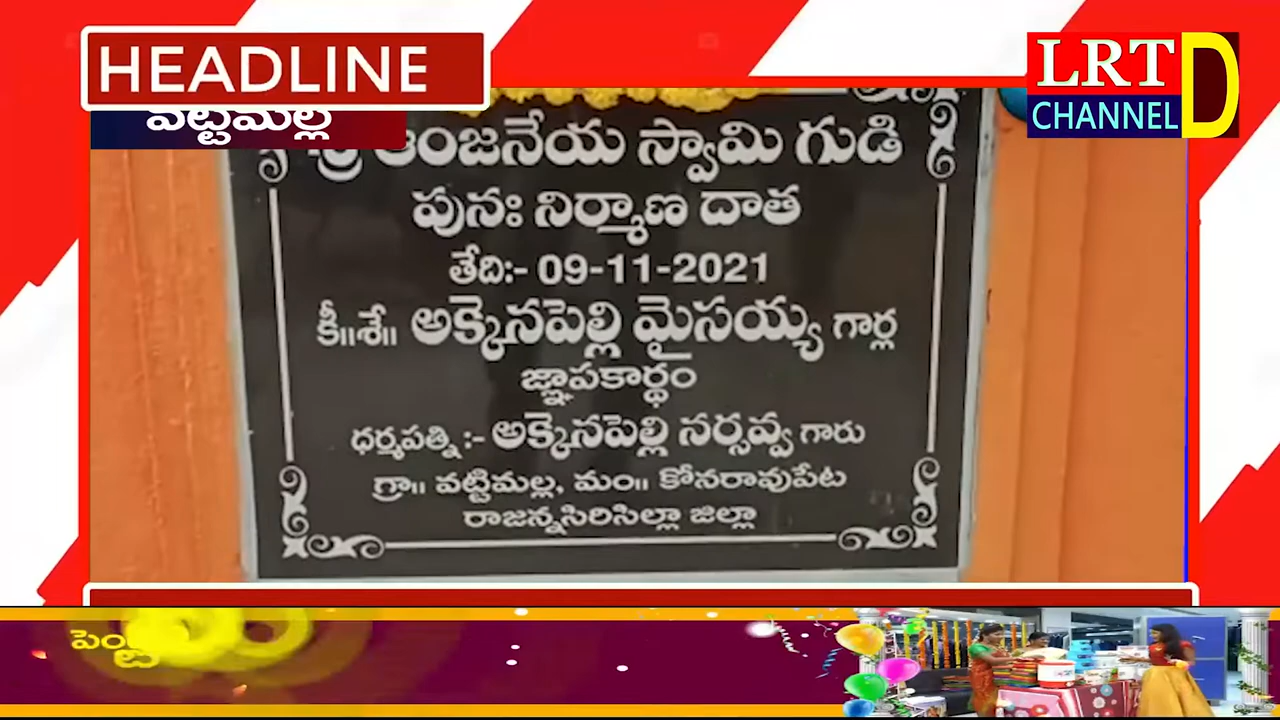 HEADLINE
LRT D
CHANNEL
వట్టిమల్ల
శ్రీ ఆంజనేయ స్వామి గుడి
పునః నిర్మాణ దాత
తేది:- 09-11-2021
కీ॥శే॥ అక్కెనపెల్లి మైసయ్య గార్ల
జ్ఞాపకార్థం
ధర్మపత్ని :- అక్కెనపెల్లి నర్సవ్వ గారు
గ్రా॥ వట్టిమల్ల, మం॥ కోనరావుపేట
రాజన్నసిరిసిల్లా జిల్లా